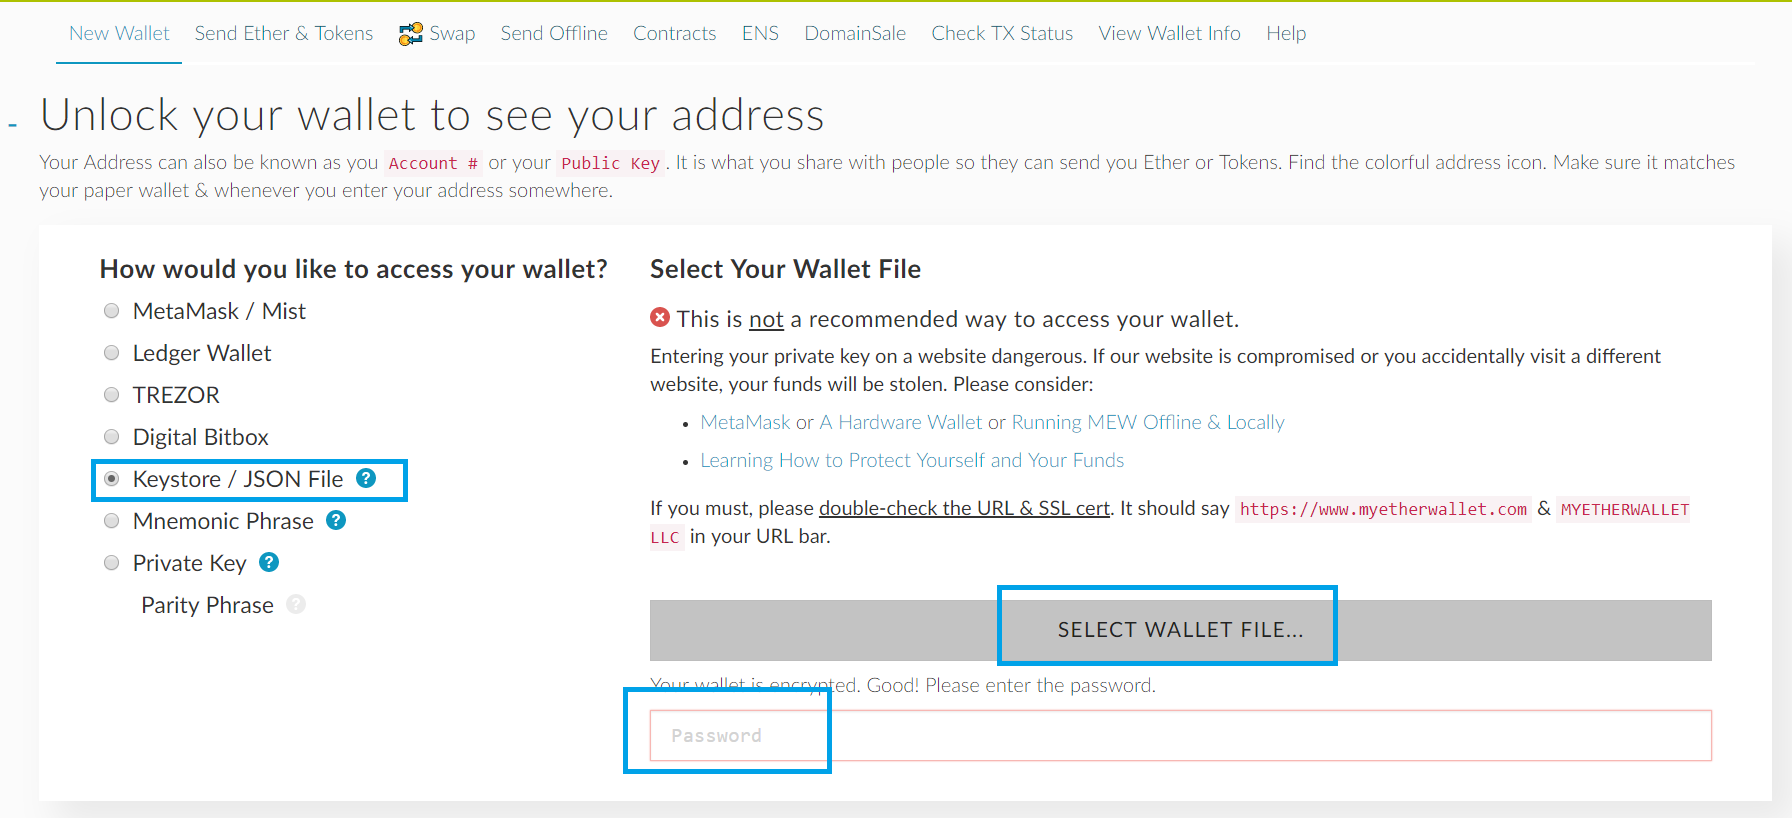 New Wallet Send Ether & Tokens Swap Send Offline Contracts ENS DomainSale Check TX Status View Wallet Info Help
- Unlock your wallet to see your address
Your Address can also be known as you Account # or your Public Key. It is what you share with people so they can send you Ether or Tokens. Find the colorful address icon. Make sure it matches
your paper wallet & whenever you enter your address somewhere.
How would you like to access your wallet?
MetaMask / Mist
Ledger Wallet
TREZOR
Digital Bitbox
Keystore / JSON File ?
Mnemonic Phrase ?
Private Key ?
Parity Phrase ?
Select Your Wallet File
This is not a recommended way to access your wallet.
Entering your private key on a website dangerous. If our website is compromised or you accidentally visit a different
website, your funds will be stolen. Please consider:
• MetaMask or A Hardware Wallet or Running MEW Offline & Locally
• Learning How to Protect Yourself and Your Funds
If you must, please double-check the URL & SSL cert. It should say https://www.myetherwallet.com & MYETHERWALLET
LLC in your URL bar.
SELECT WALLET FILE...
Your wallet is encrypted. Good! Please enter the password.
Password